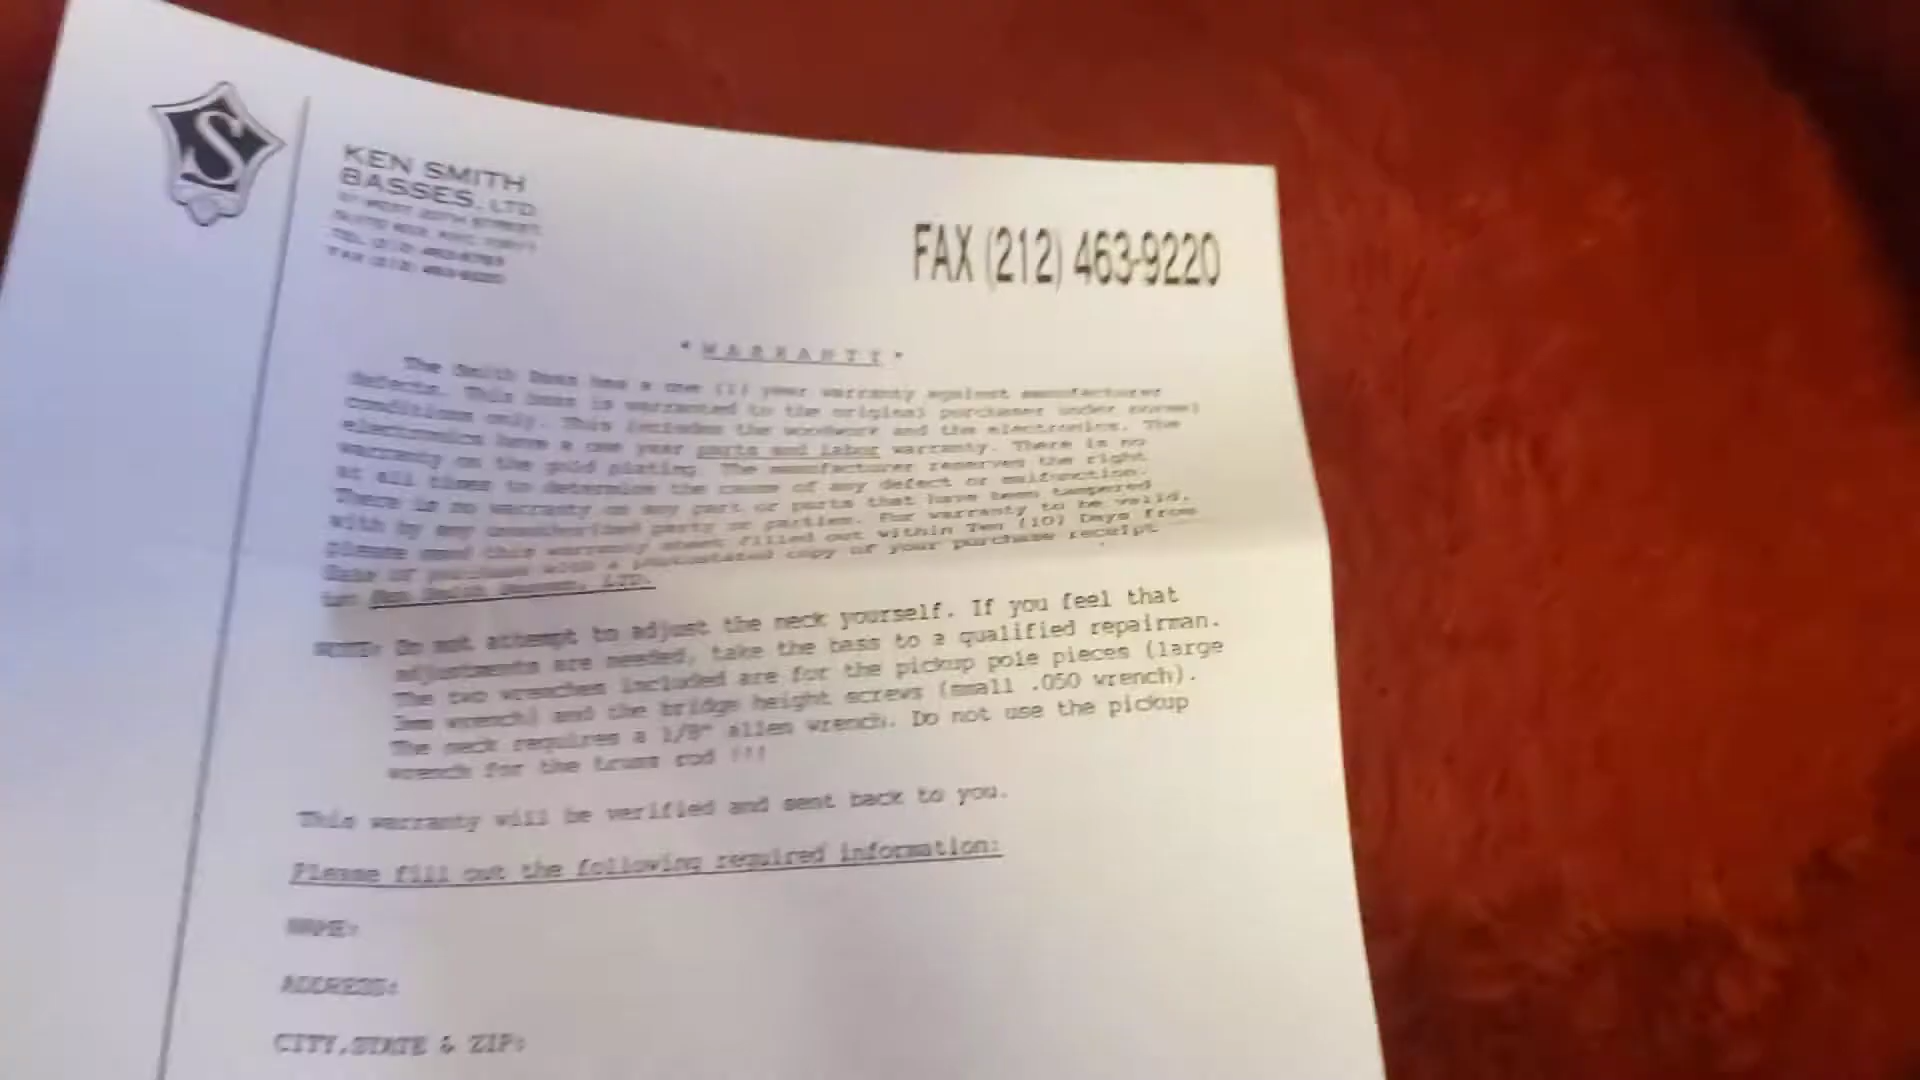 S
KEN SMITH
BASSES, LTD.
FAX (212) 463-9220
FAX (212) 463-9220
* W A R R A N T Y *
The Smith Bass has a one (1) year warranty against manufacturer
defects. This bass is warranted to the original purchaser under normal
conditions only. This includes the woodwork and the electronics. The
electronics have a one year parts and labor warranty. There is no
warranty on the gold plating. The manufacturer reserves the right
at all times to determine the cause of any defect or malfunction.
There is no warranty on any part or parts that have been tampered
with by any unauthorized party or parties. For warranty to be valid,
please send this warranty sheet filled out within Ten (10) Days from
Date of purchase with a photostated copy of your purchase receipt
to: Ken Smith Basses, LTD.
NOTE: Do not attempt to adjust the neck yourself. If you feel that
adjustments are needed, take the bass to a qualified repairman.
The two wrenches included are for the pickup pole pieces (large
wrench) and the bridge height screws (small .050 wrench).
The neck requires a 1/8" allen wrench. Do not use the pickup
wrench for the truss rod !!!
This warranty will be verified and sent back to you.
Please fill out the following required information:
NAME:
ADDRESS:
CITY,STATE & ZIP: